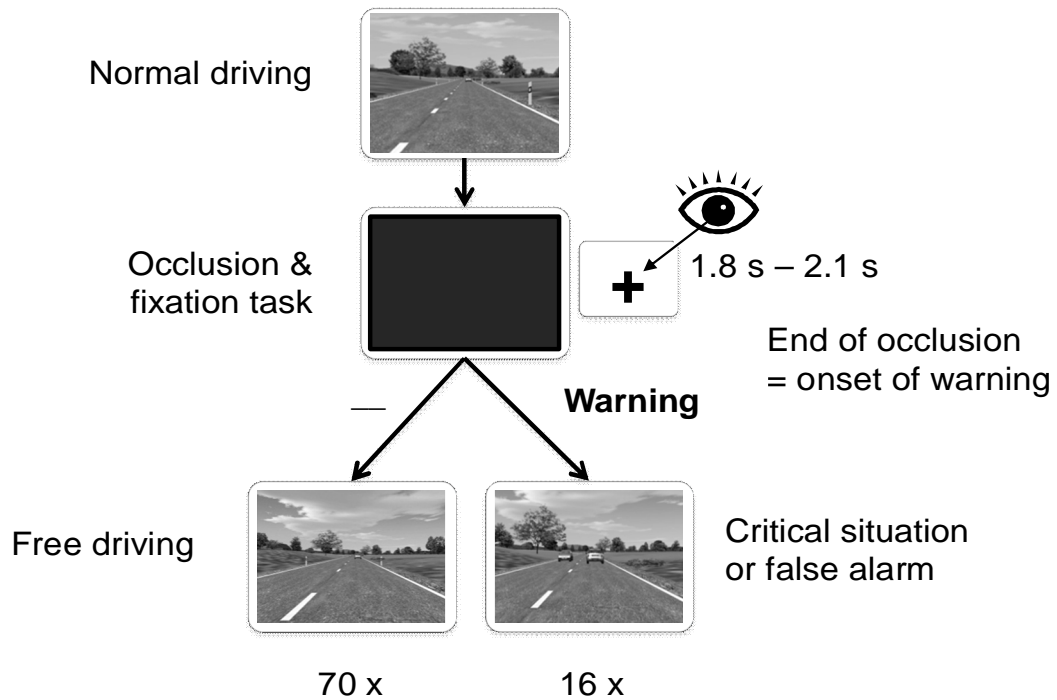 Normal driving
Occlusion &
fixation task
1.8 s – 2.1 s
End of occlusion
= onset of warning
__
Warning
Free driving
Critical situation
or false alarm
70 x
16 x